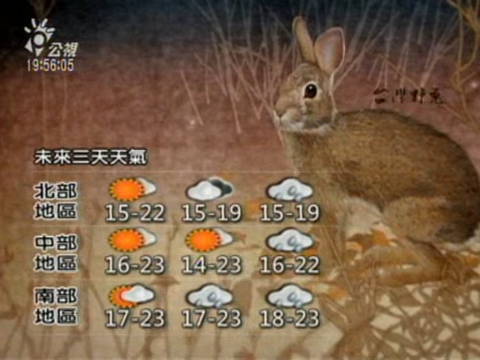 公視
19:56:05
台灣野兔
未來三天天氣
北部
地區
15-22 15-19 15-19
中部
地區
16-23 14-23 16-22
南部
地區
17-23 17-23 18-23